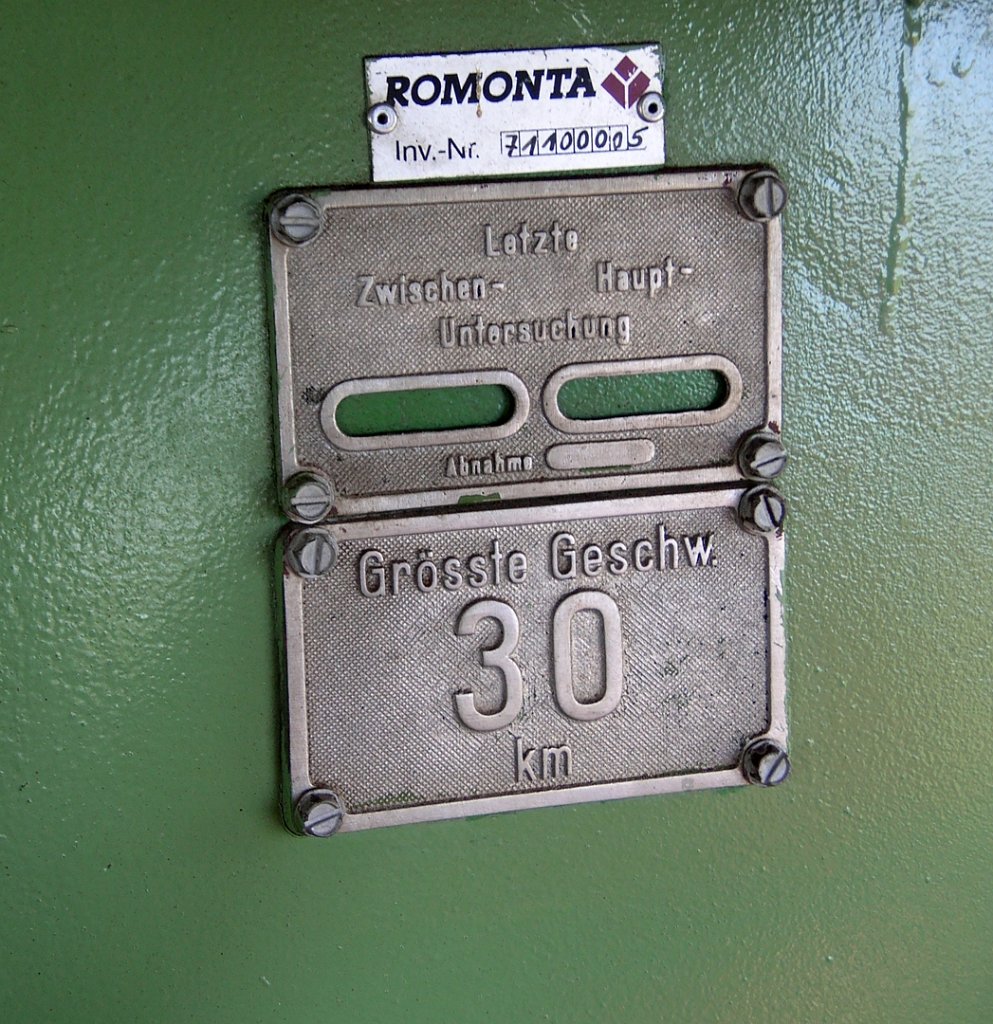 ROMONTA
Inv.-Nr. 71100005
Letzte
Zwischen- Haupt-
Untersuchung
Abnahme
Grösste Geschw.
30
km